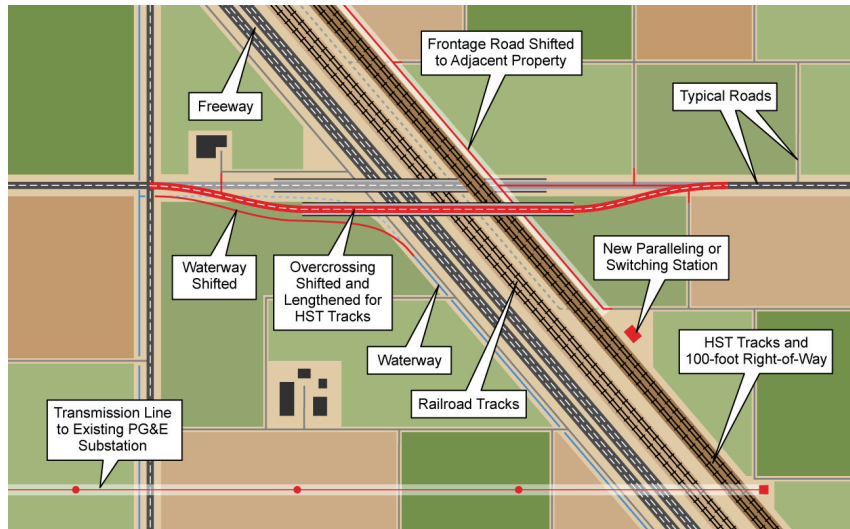 Freeway
Frontage Road Shifted
to Adjacent Property
Typical Roads
Waterway
Shifted
Overcrossing
Shifted and
Lengthened for
HST Tracks
New Paralleling or
Switching Station
Waterway
HST Tracks and
100-foot Right-of-Way
Railroad Tracks
Transmission Line
to Existing PG&E
Substation